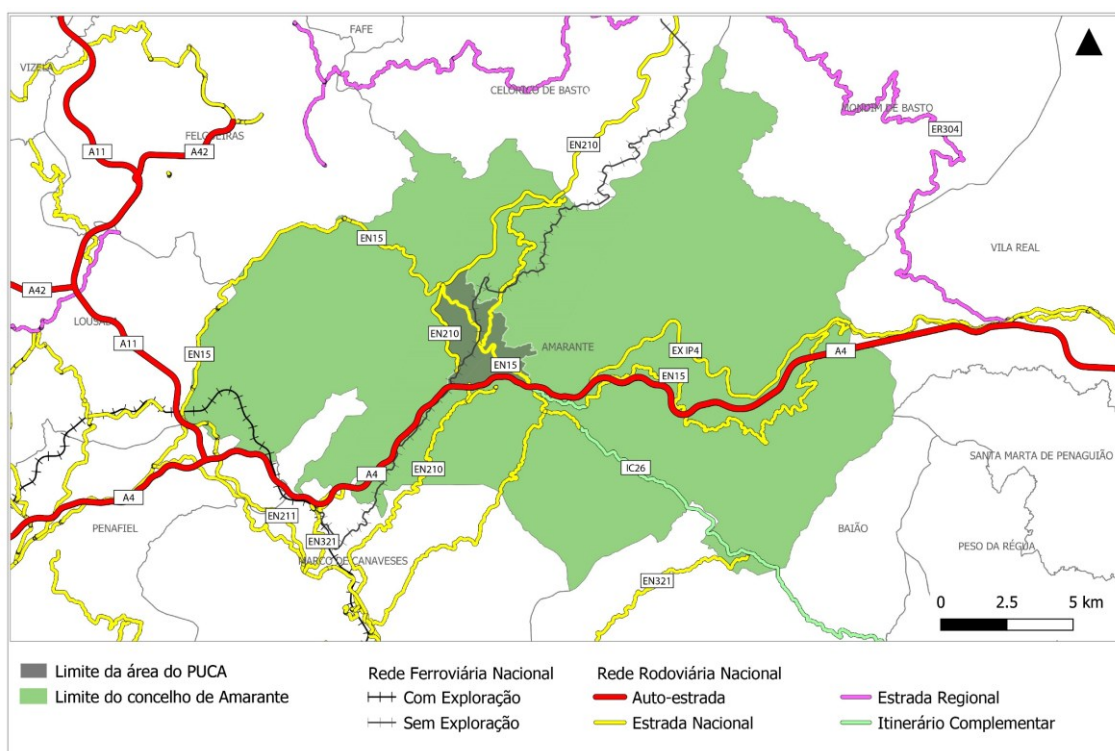 FAFE
VIZELA
CELORICO DE BASTO
MONDIM DE BASTO
ER304
FELGUEIRAS
A11
A42
EN210
EN15
VILA REAL
A42
LOUSADA
A11
EN210
EN15
AMARANTE
EX IP4
A4
EN15
EN15
EN210
A4
IC26
SANTA MARTA DE PENAGUIÃO
A4
PENAFIEL
EN211
EN321
MARCO DE CANAVESES
BAIÃO
PESO DA RÉGUA
EN321
0 2.5 5 km
Limite da área do PUCA
Limite do concelho de Amarante
Rede Ferroviária Nacional
Com Exploração
Sem Exploração
Rede Rodoviária Nacional
Auto-estrada
Estrada Nacional
Estrada Regional
Itinerário Complementar